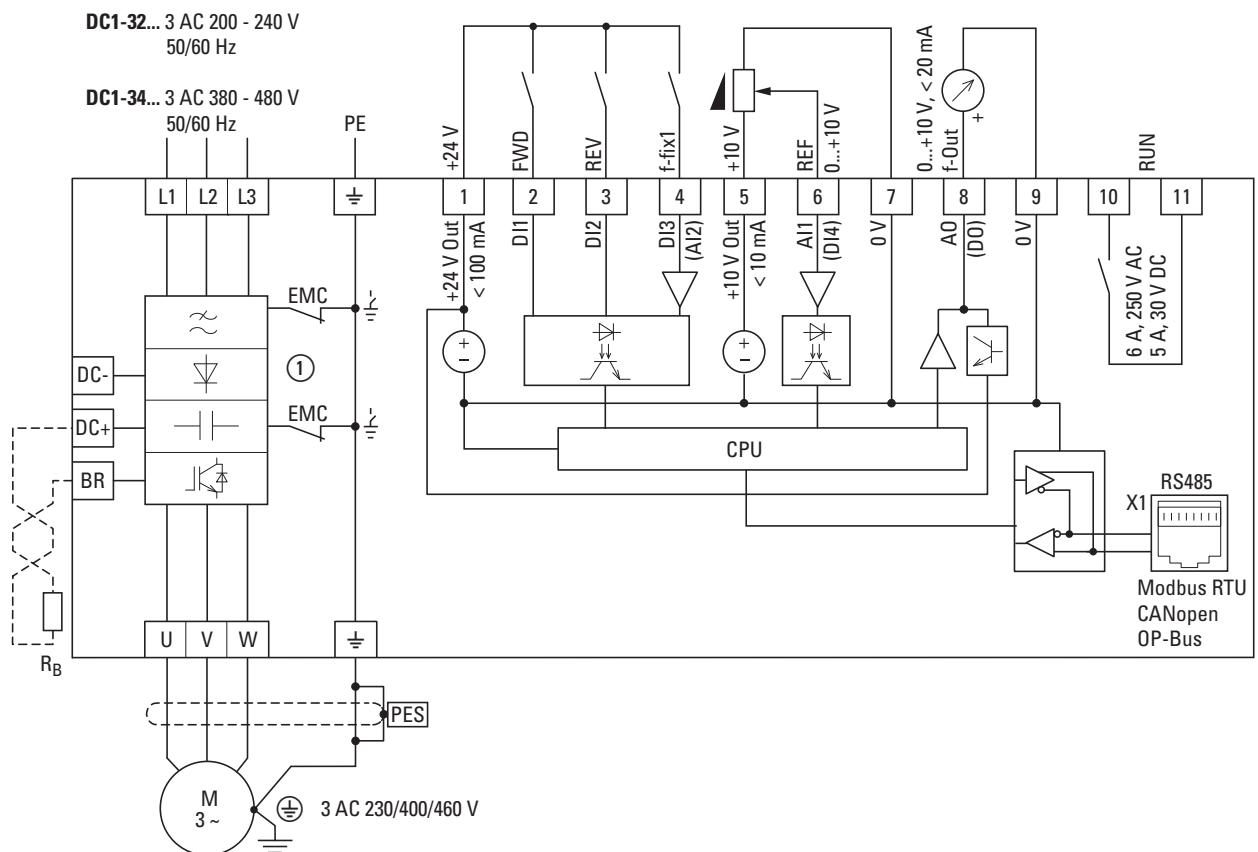 DC1-32... 3 AC 200 - 240 V
50/60 Hz
DC1-34... 3 AC 380 - 480 V
50/60 Hz
PE
+24 V
FWD
REV
f-fix1
+10 V
REF
0...+10 V
0...+10 V, < 20 mA
f-Out
+
RUN
L1 L2 L3
1 2 3 4 5 6 7 8 9 10 11
+24 V Out
< 100 mA
DI1
DI2
DI3
(AI2)
+10 V Out
< 10 mA
AI1
(DI4)
0 V
AO
(DO)
0 V
6 A, 250 V AC
5 A, 30 V DC
EMC
+
−
+
−
DC-
1
DC+
EMC
CPU
BR
RS485
X1
Modbus RTU
CANopen
OP-Bus
RB
U V W
PES
M
3 ~
3 AC 230/400/460 V